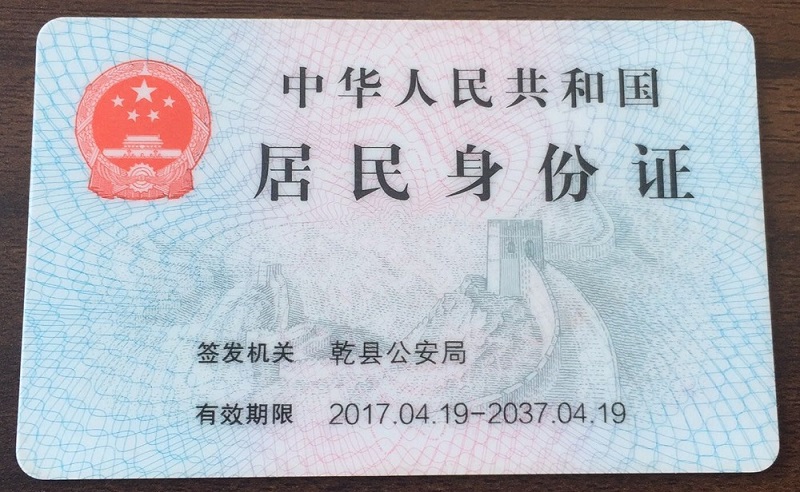 中华人民共和国
居民身份证
签发机关 乾县公安局
有效期限 2017.04.19-2037.04.19